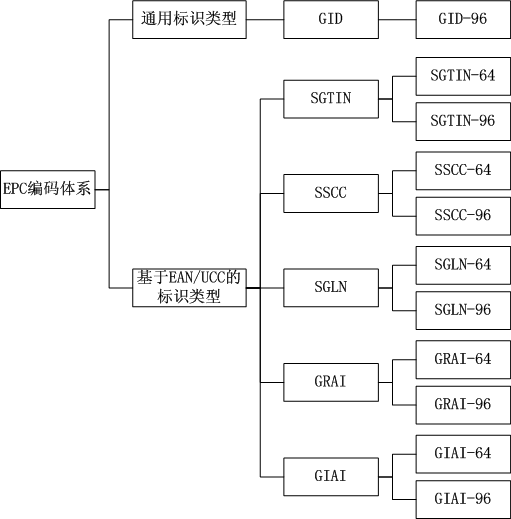 通用标识类型
GID
GID-96
SGTIN-64
SGTIN
SGTIN-96
SSCC-64
EPC编码体系
SSCC
SSCC-96
基于EAN/UCC的
标识类型
SGLN-64
SGLN
SGLN-96
GRAI-64
GRAI
GRAI-96
GIAI-64
GIAI
GIAI-96